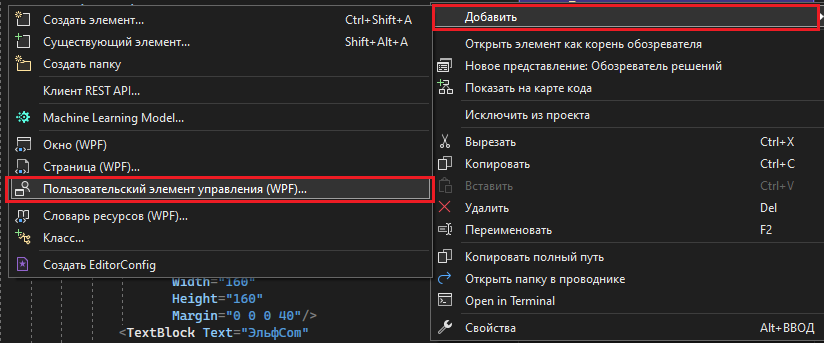 Создать элемент... Ctrl+Shift+A
Существующий элемент... Shift+Alt+A
Создать папку
Клиент REST API...
Machine Learning Model...
Окно (WPF)
Страница (WPF)...
Пользовательский элемент управления (WPF)...
Словарь ресурсов (WPF)...
Класс...
Создать EditorConfig
Добавить
Открыть элемент как корень обозревателя
Новое представление: Обозреватель решений
Показать на карте кода
Исключить из проекта
Вырезать Ctrl+X
Копировать Ctrl+C
Вставить Ctrl+V
Удалить Del
Переименовать F2
Копировать полный путь
Открыть папку в проводнике
Open in Terminal
Свойства Alt+ВВОД
Width="160"
Height="160"
Margin="0 0 0 40"/>
<TextBlock Text="ЭльфCom"